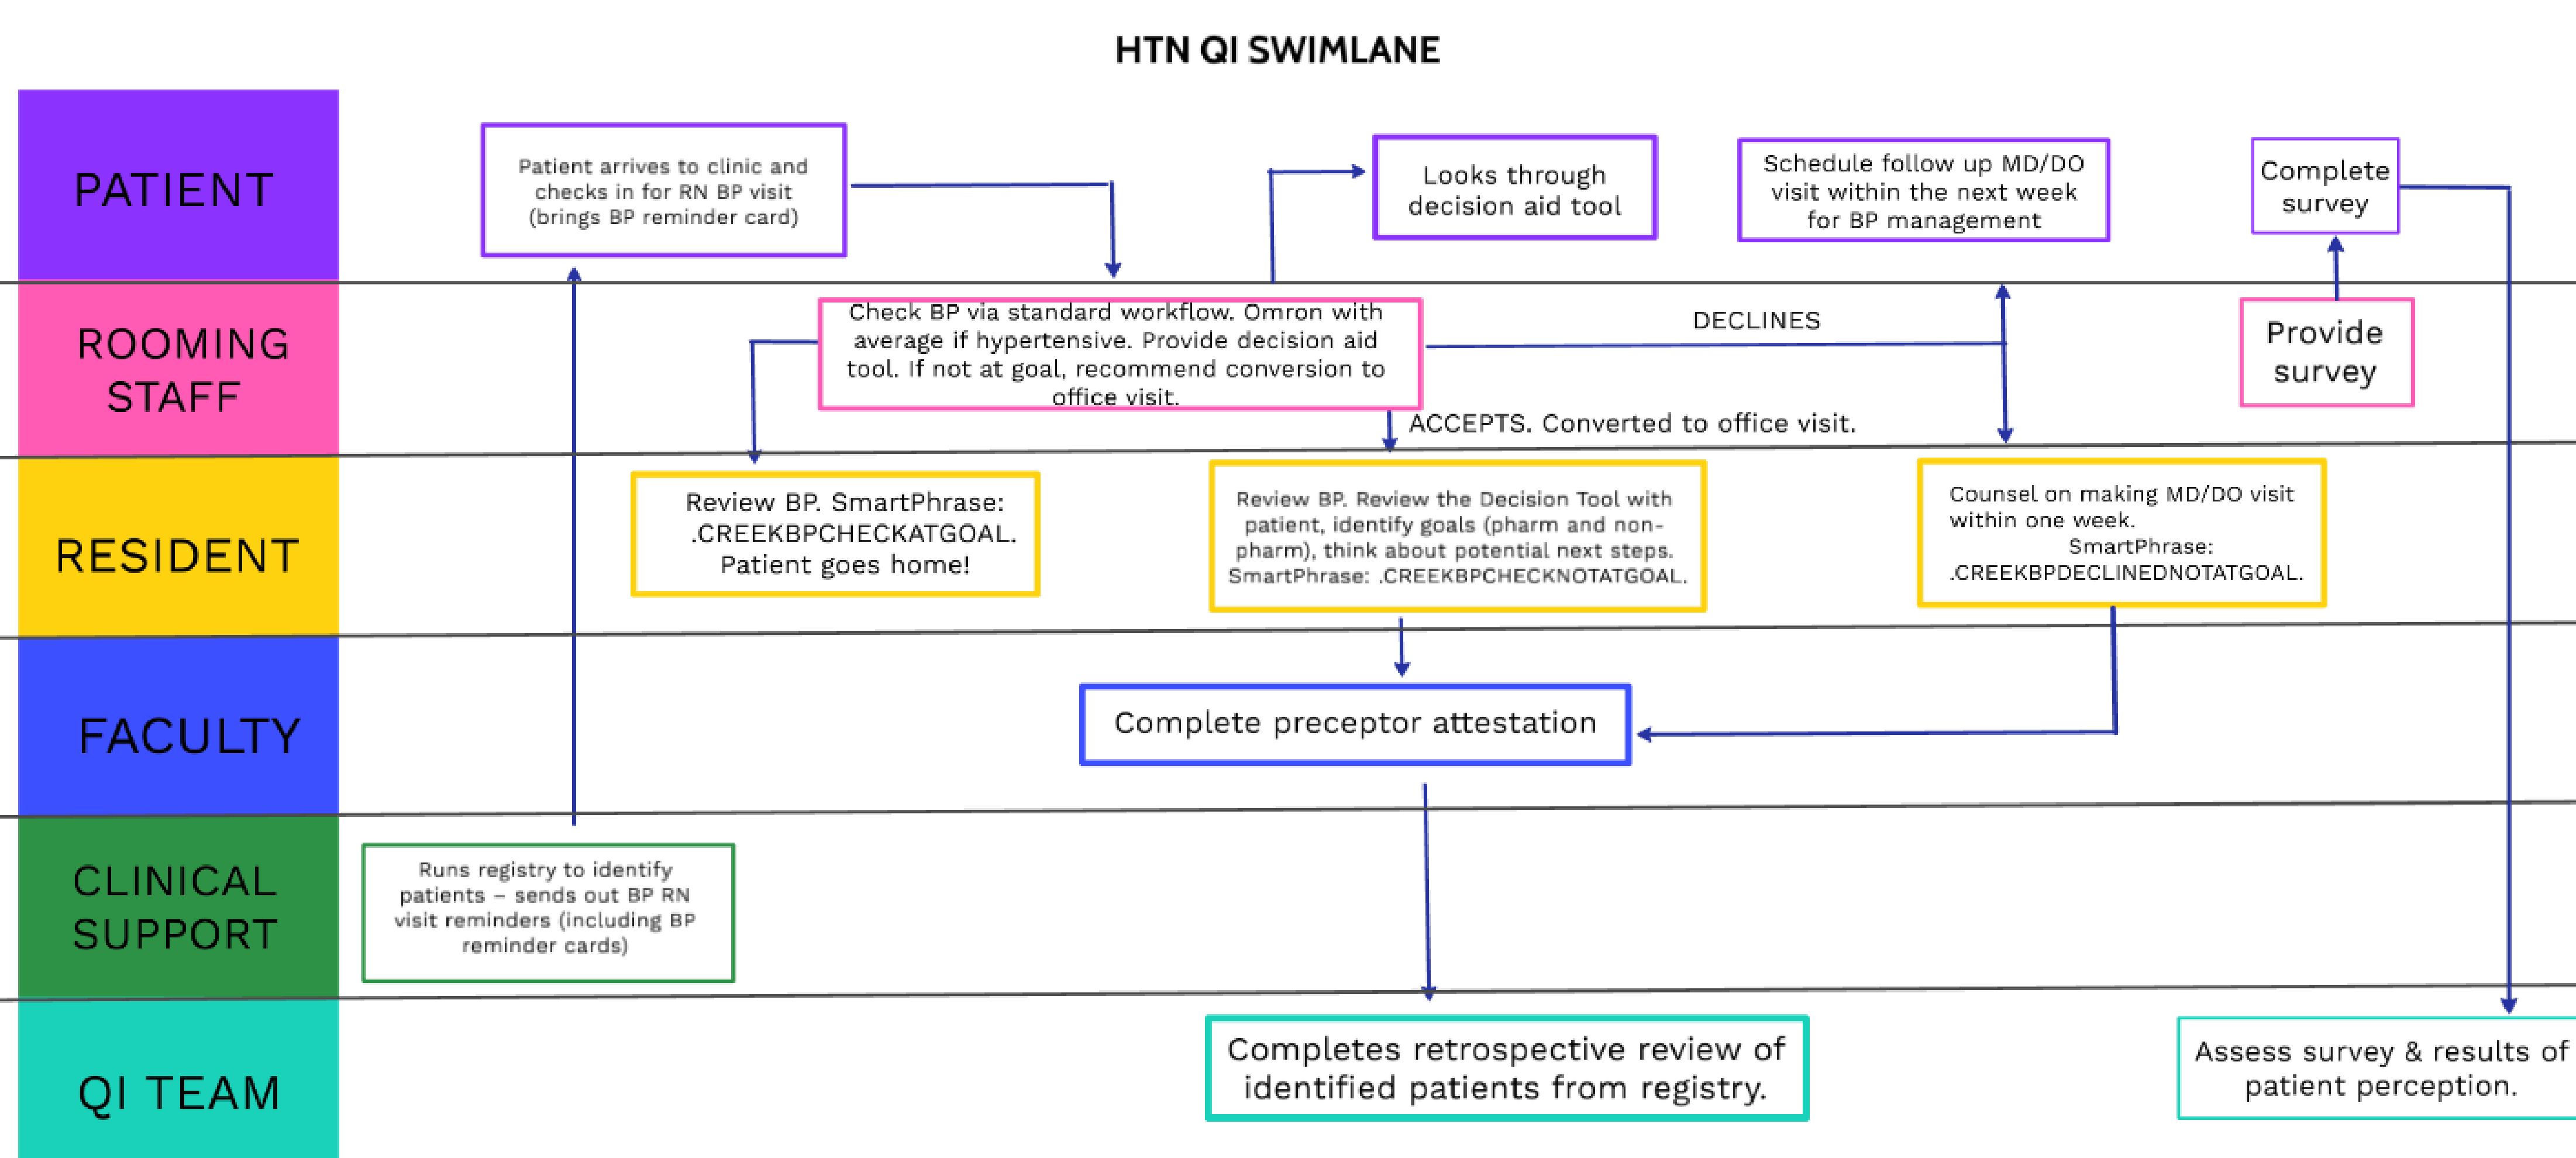 HTN QI SWIMLANE
PATIENT
Patient arrives to clinic and
checks in for RN BP visit
(brings BP reminder card)
Looks through
decision aid tool
Schedule follow up MD/DO
visit within the next week
for BP management
Complete
survey
ROOMING
STAFF
Check BP via standard workflow. Omron with
average if hypertensive. Provide decision aid
tool. If not at goal, recommend conversion to
office visit.
DECLINES
ACCEPTS. Converted to office visit.
Provide
survey
RESIDENT
Review BP. SmartPhrase:
.CREEKBPCHECKATGOAL.
Patient goes home!
Review BP. Review the Decision Tool with
patient, identify goals (pharm and non-
pharm), think about potential next steps.
SmartPhrase: .CREEKBPCHECKNOTATGOAL.
Counsel on making MD/DO visit
within one week.
SmartPhrase:
.CREEKBPDECLINEDNOTATGOAL.
FACULTY
Complete preceptor attestation
CLINICAL
SUPPORT
Runs registry to identify
patients – sends out BP RN
visit reminders (including BP
reminder cards)
QI TEAM
Completes retrospective review of
identified patients from registry.
Assess survey & results of
patient perception.